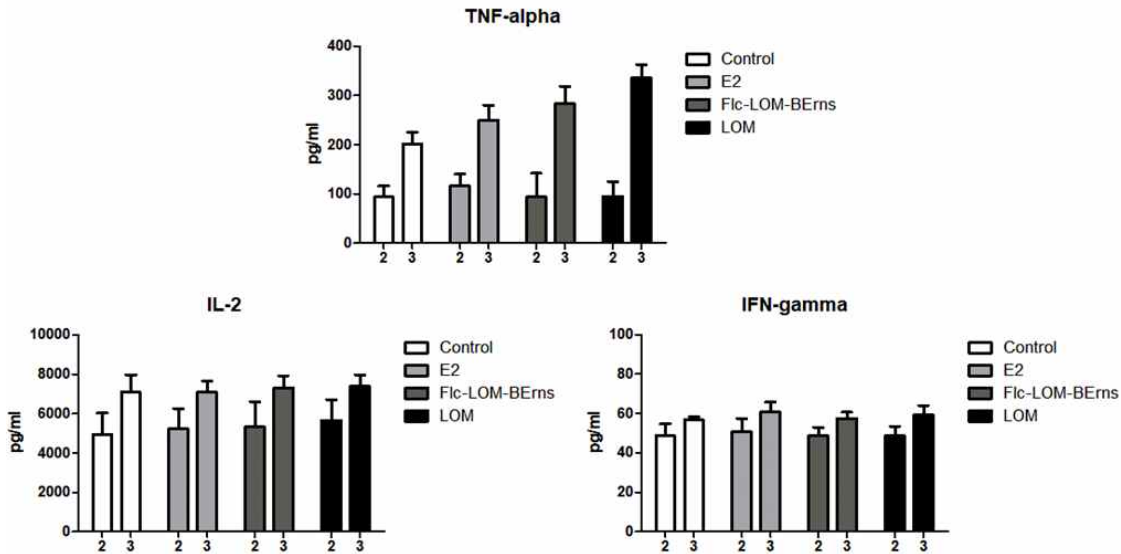 TNF-alpha
400
300
200
100
0
pg/ml
2 3 2 3 2 3 2 3
Control
E2
Flc-LOM-BErns
LOM
IL-2
10000
8000
6000
4000
2000
0
pg/ml
2 3 2 3 2 3 2 3
Control
E2
Flc-LOM-BErns
LOM
IFN-gamma
100
80
60
40
20
0
pg/ml
2 3 2 3 2 3 2 3
Control
E2
Flc-LOM-BErns
LOM